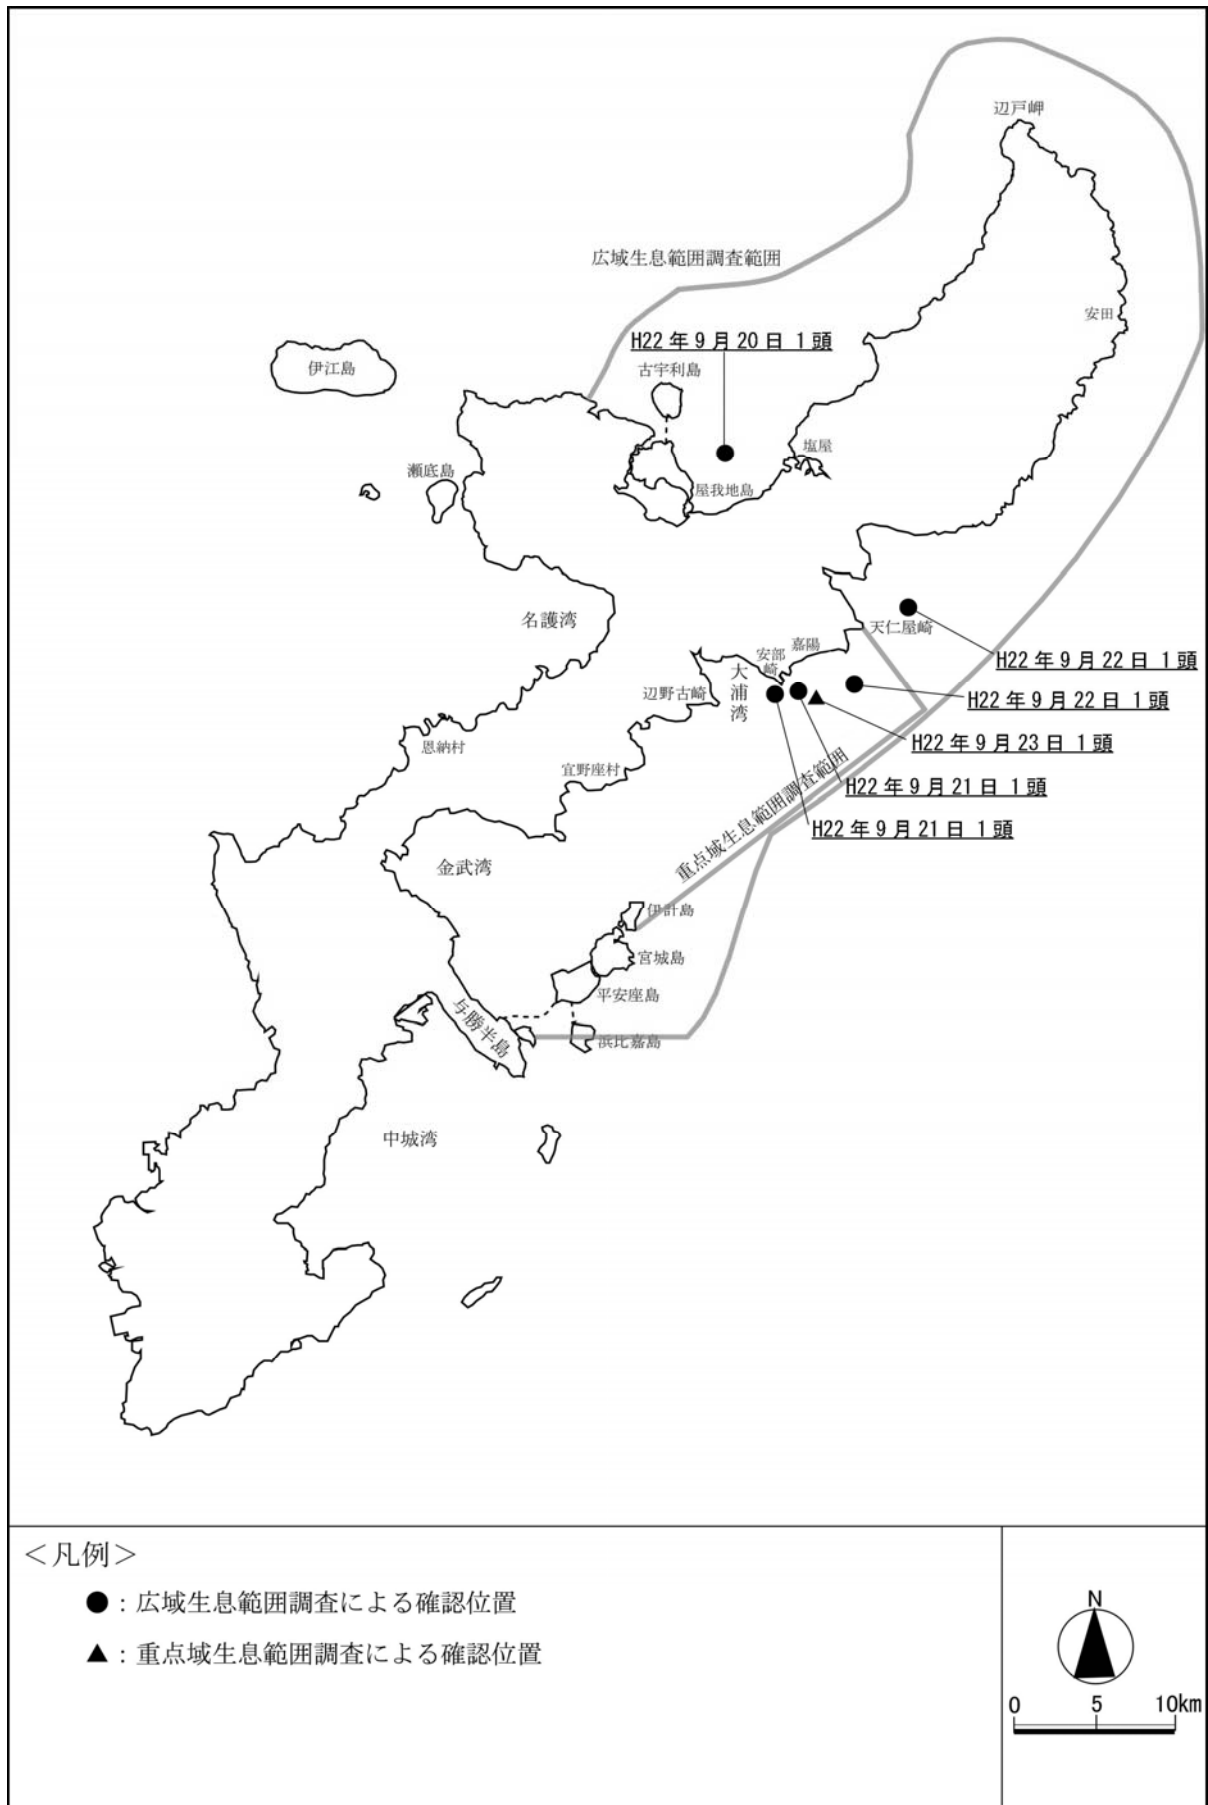 辺戸岬
広域生息範囲調査範囲
安田
H22 年 9 月 20 日 1 頭
伊江島
古宇利島
塩屋
瀬底島
屋我地島
名護湾
天仁屋崎
嘉陽
安部
崎
H22 年 9 月 22 日 1 頭
大浦湾
辺野古崎
H22 年 9 月 22 日 1 頭
恩納村
H22 年 9 月 23 日 1 頭
宜野座村
H22 年 9 月 21 日 1 頭
重点域生息範囲調査範囲
H22 年 9 月 21 日 1 頭
金武湾
伊計島
宮城島
平安座島
与勝半島
浜比嘉島
中城湾
<凡例>
●：広域生息範囲調査による確認位置
▲：重点域生息範囲調査による確認位置
N
0 5 10km